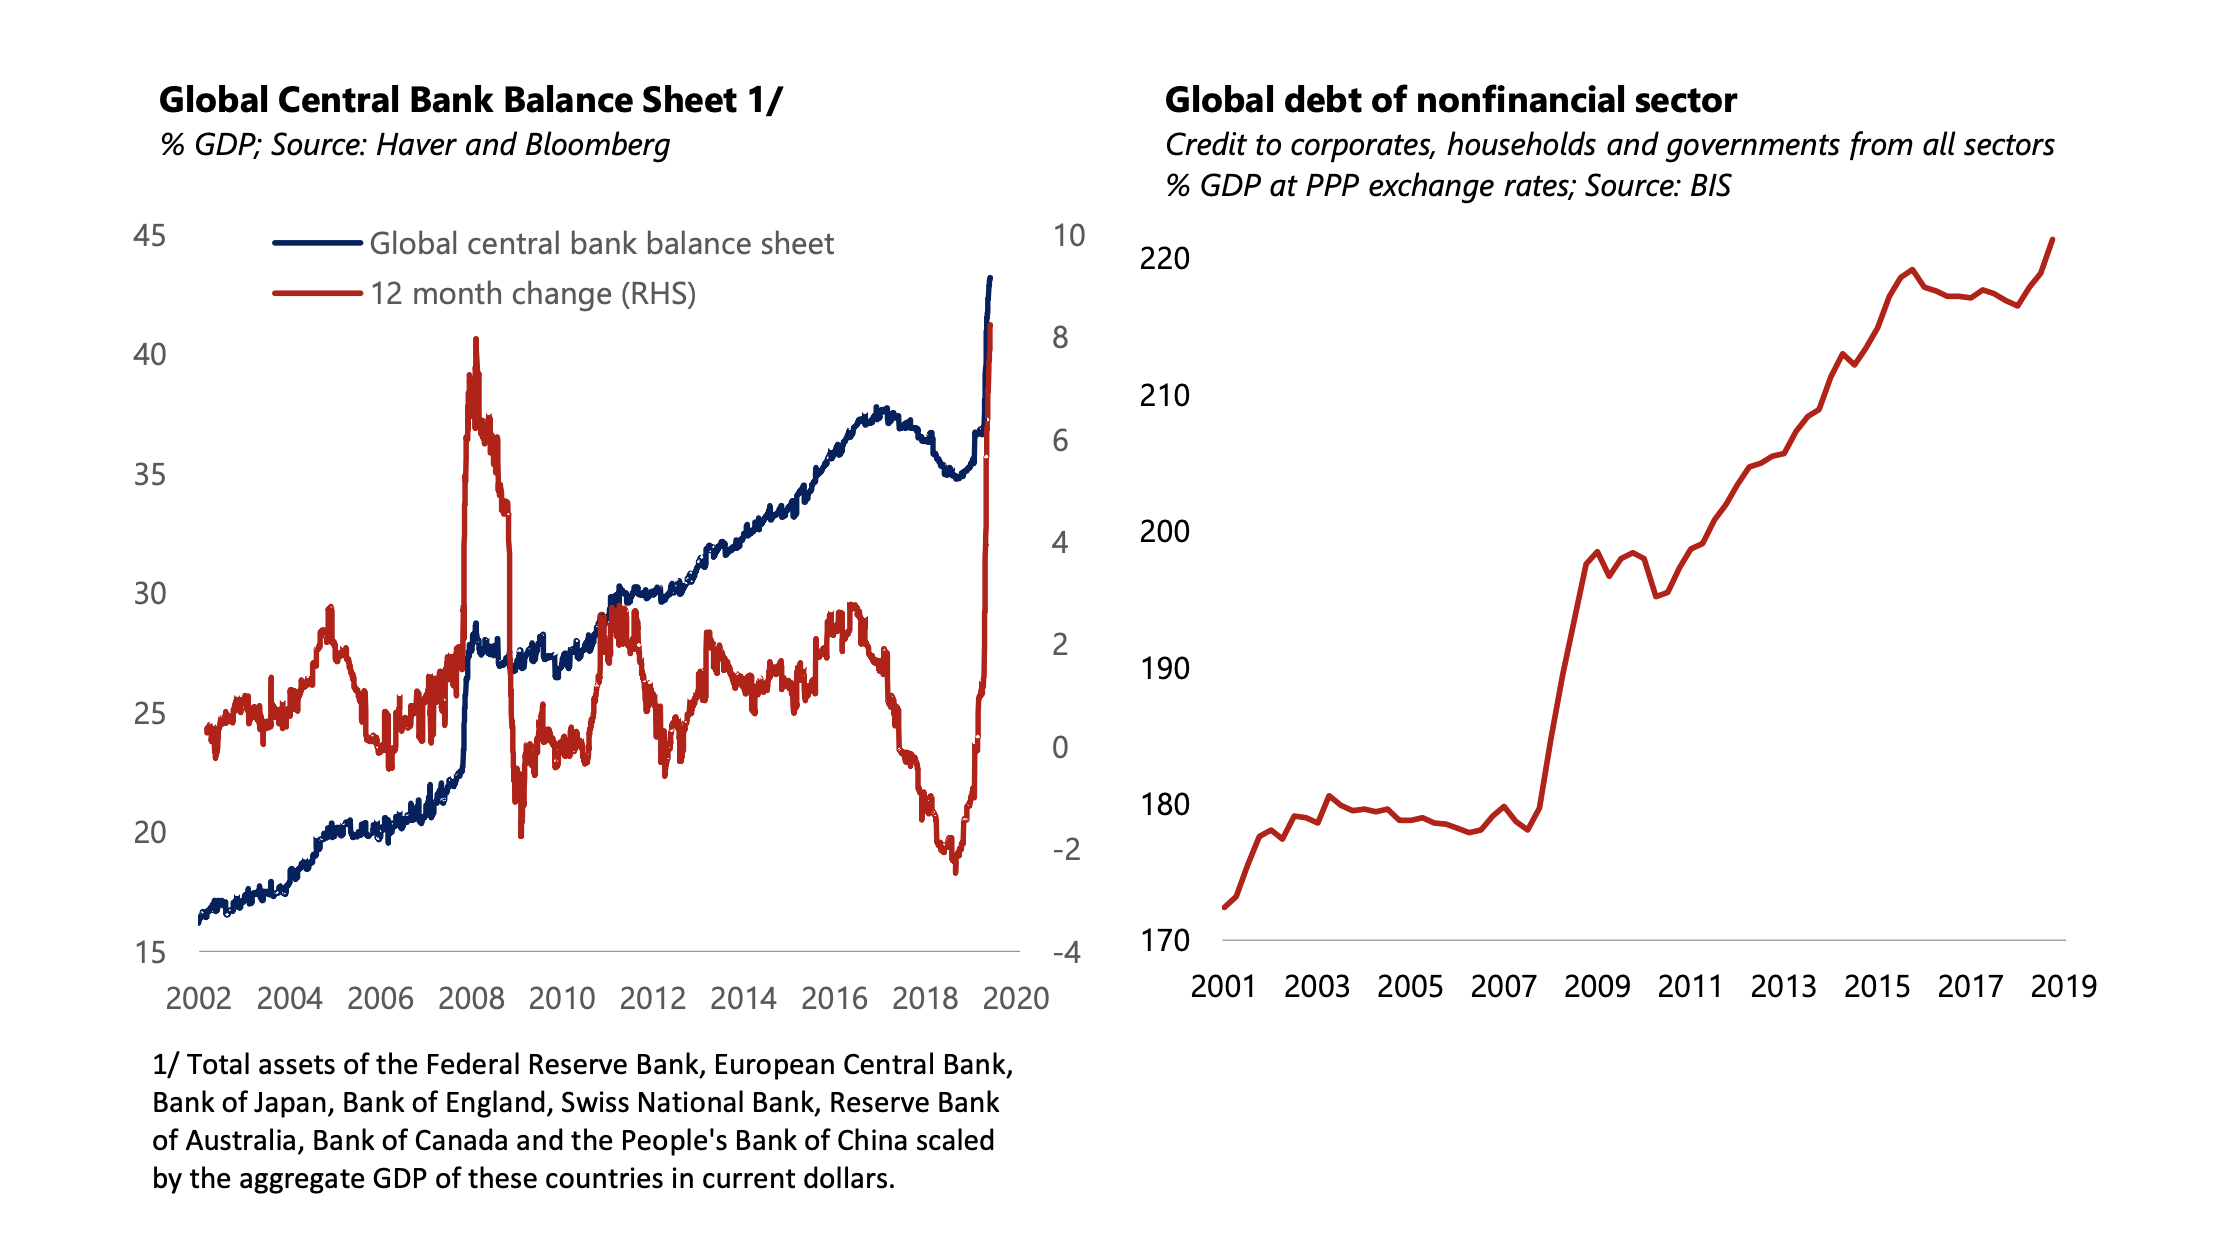 Global Central Bank Balance Sheet 1/
% GDP; Source: Haver and Bloomberg
45
40
35
30
25
20
15
Global central bank balance sheet
12 month change (RHS)
10
8
6
4
2
0
-2
-4
2002 2004 2006 2008 2010 2012 2014 2016 2018 2020
1/ Total assets of the Federal Reserve Bank, European Central Bank,
Bank of Japan, Bank of England, Swiss National Bank, Reserve Bank
of Australia, Bank of Canada and the People's Bank of China scaled
by the aggregate GDP of these countries in current dollars.
Global debt of nonfinancial sector
Credit to corporates, households and governments from all sectors
% GDP at PPP exchange rates; Source: BIS
220
210
200
190
180
170
2001 2003 2005 2007 2009 2011 2013 2015 2017 2019